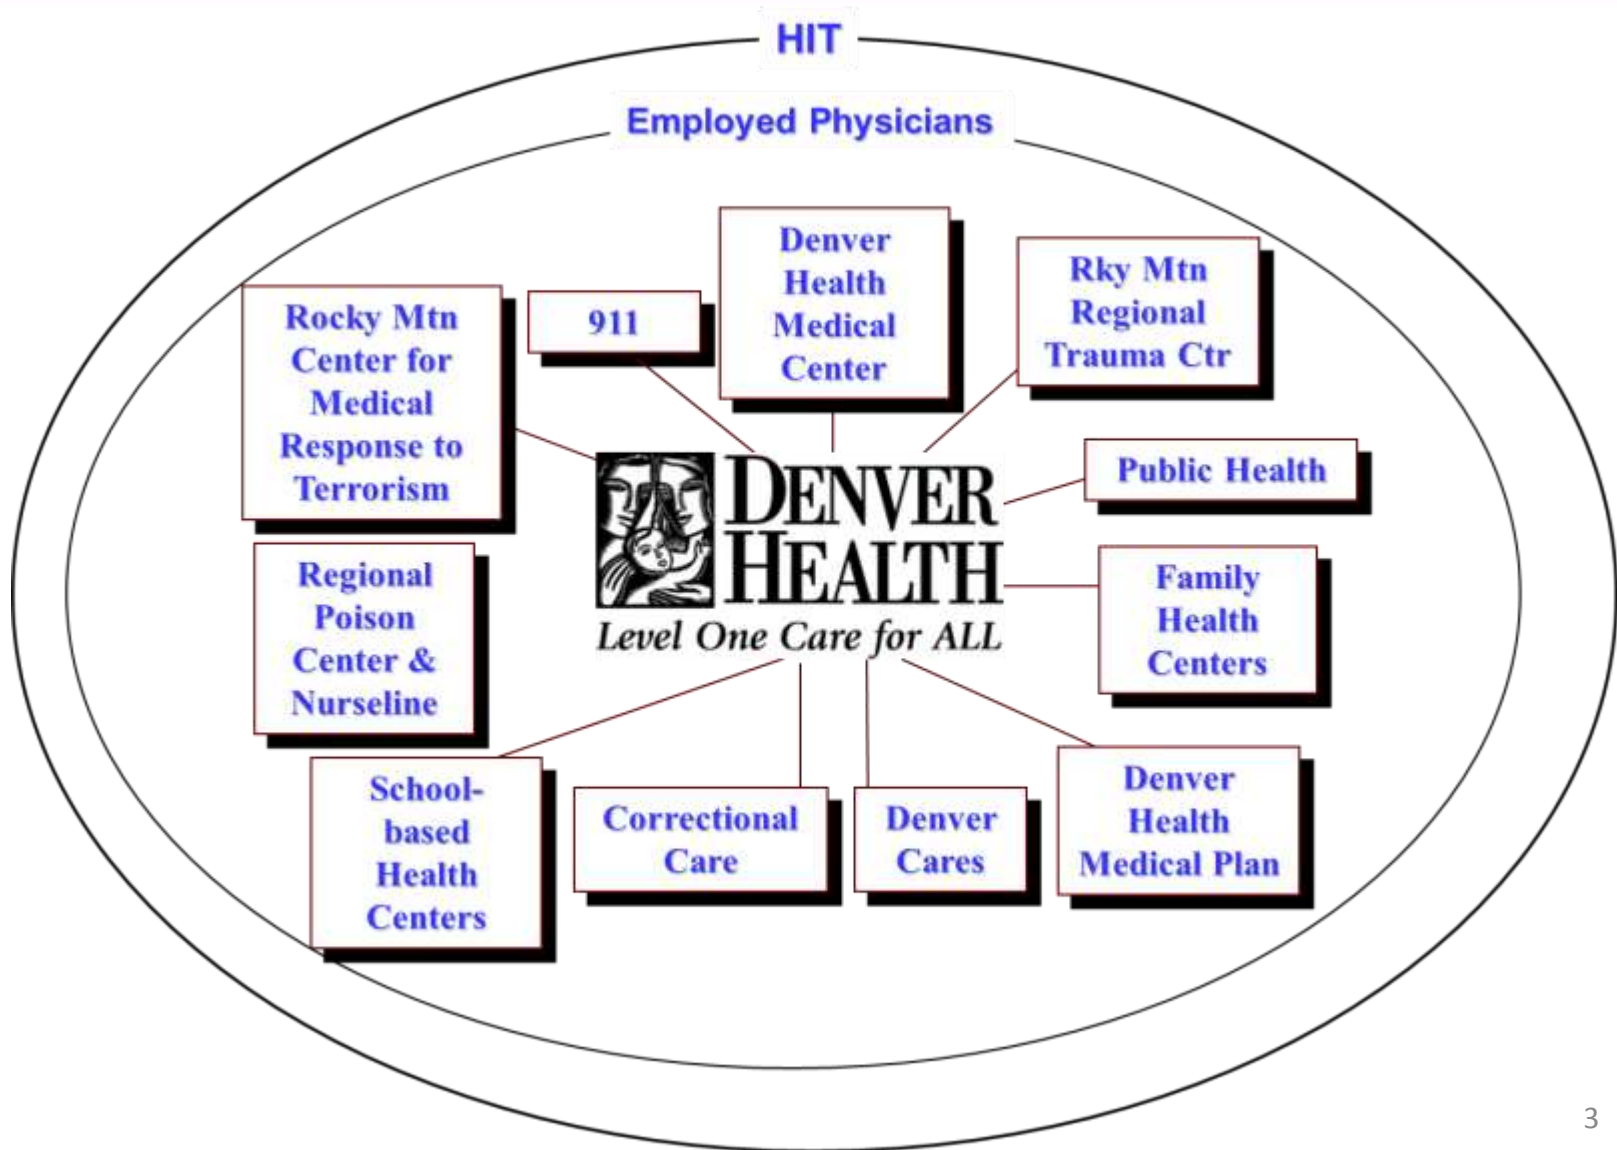 HIT
Employed Physicians
Denver
Health
Medical
Center
Rky Mtn
Regional
Trauma Ctr
911
Rocky Mtn
Center for
Medical
Response to
Terrorism
Public Health
DENVER
HEALTH
Level One Care for ALL
Regional
Poison
Center &
Nurseline
Family
Health
Centers
School-
based
Health
Centers
Correctional
Care
Denver
Cares
Denver
Health
Medical Plan
3